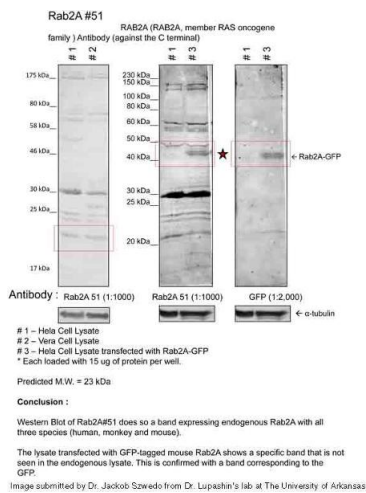 Rab2A #51
RAB2A (RAB2A, member RAS oncogene
family ) Antibody (against the C terminal)
# 1
# 2
# 1
# 3
# 1
# 3
175 kDa
80 kDa
58 kDa
46 kDa
30 kDa
25 kDa
17 kDa
230 kDa
150 kDa
100 kDa
80 kDa
60 kDa
50 kDa
40 kDa
30 kDa
20 kDa
← Rab2A-GFP
Antibody :
Rab2A 51 (1:1000)
Rab2A 51 (1:1000)
GFP (1:2,000)
← α-tubulin
# 1 – Hela Cell Lysate
# 2 – Vera Cell Lysate
# 3 – Hela Cell Lysate transfected with Rab2A-GFP
* Each loaded with 15 ug of protein per well.
Predicted M.W. = 23 kDa
Conclusion :
Western Blot of Rab2A#51 does so a band expressing endogenous Rab2A with all
three species (human, monkey and mouse).
The lysate transfected with GFP-tagged mouse Rab2A shows a specific band that is not
seen in the endogenous lysate. This is confirmed with a band corresponding to the
GFP.
Image submitted by Dr. Jackob Szwedo from Dr. Lupashin's lab at The University of Arkansas